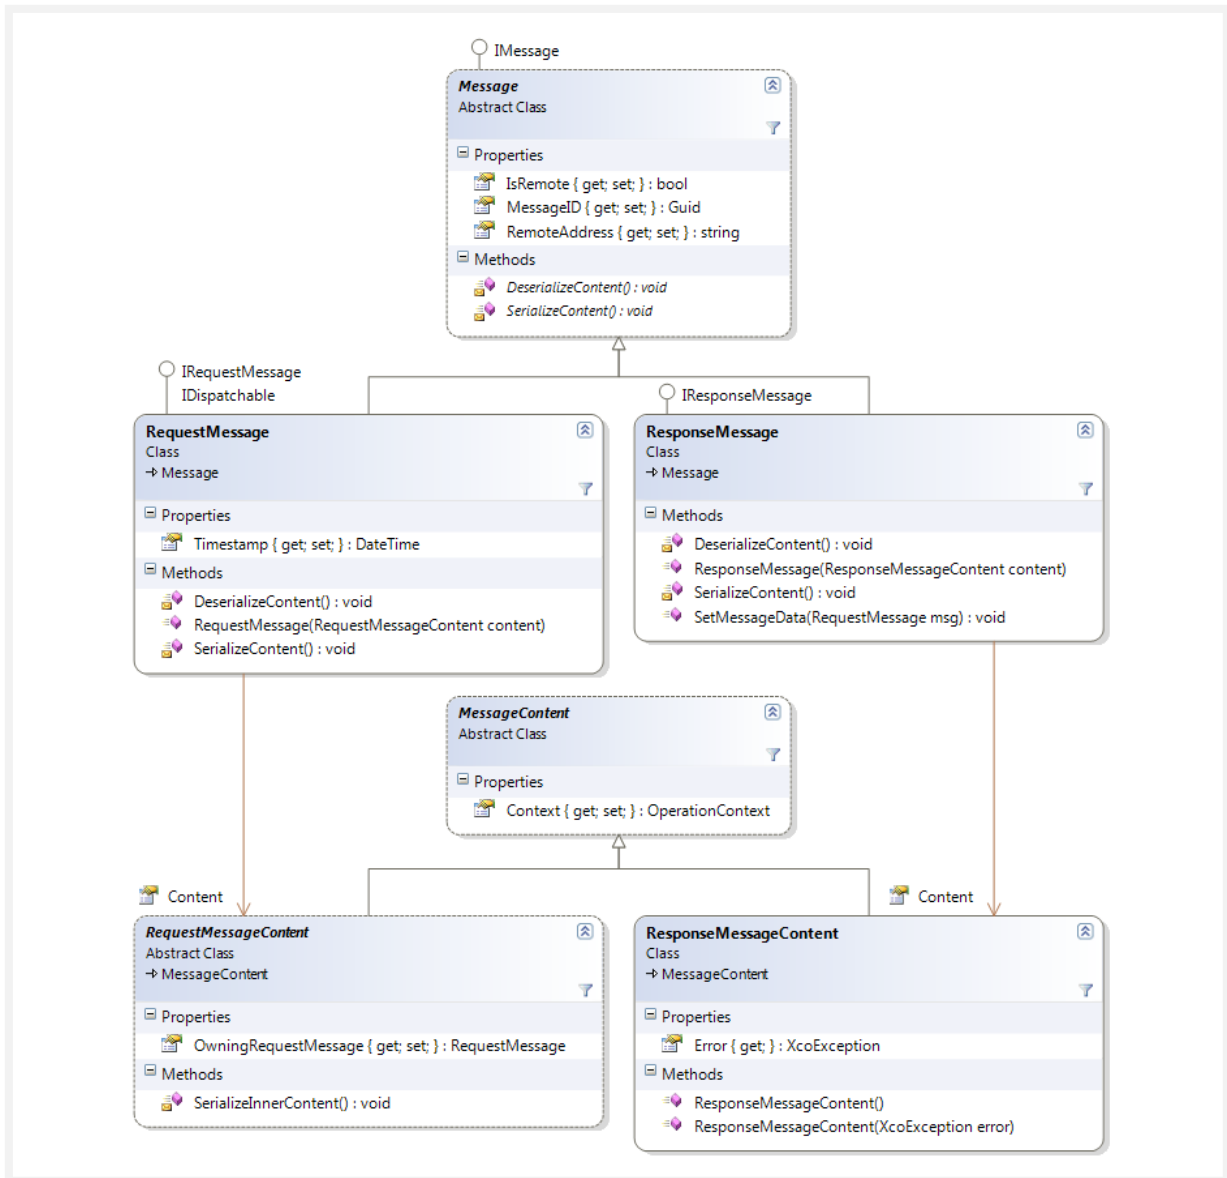 IMessage
Message
Abstract Class
Properties
IsRemote { get; set; } : bool
MessageID { get; set; } : Guid
RemoteAddress { get; set; } : string
Methods
DeserializeContent() : void
SerializeContent() : void
IRequestMessage
IDispatchable
RequestMessage
Class
Message
Properties
Timestamp { get; set; } : DateTime
Methods
DeserializeContent() : void
RequestMessage(RequestMessageContent content)
SerializeContent() : void
IResponseMessage
ResponseMessage
Class
Message
Methods
DeserializeContent() : void
ResponseMessage(ResponseMessageContent content)
SerializeContent() : void
SetMessageData(RequestMessage msg) : void
MessageContent
Abstract Class
Properties
Context { get; set; } : OperationContext
Content
RequestMessageContent
Abstract Class
MessageContent
Properties
OwningRequestMessage { get; set; } : RequestMessage
Methods
SerializeInnerContent() : void
Content
ResponseMessageContent
Class
MessageContent
Properties
Error { get; } : XcoException
Methods
ResponseMessageContent()
ResponseMessageContent(XcoException error)